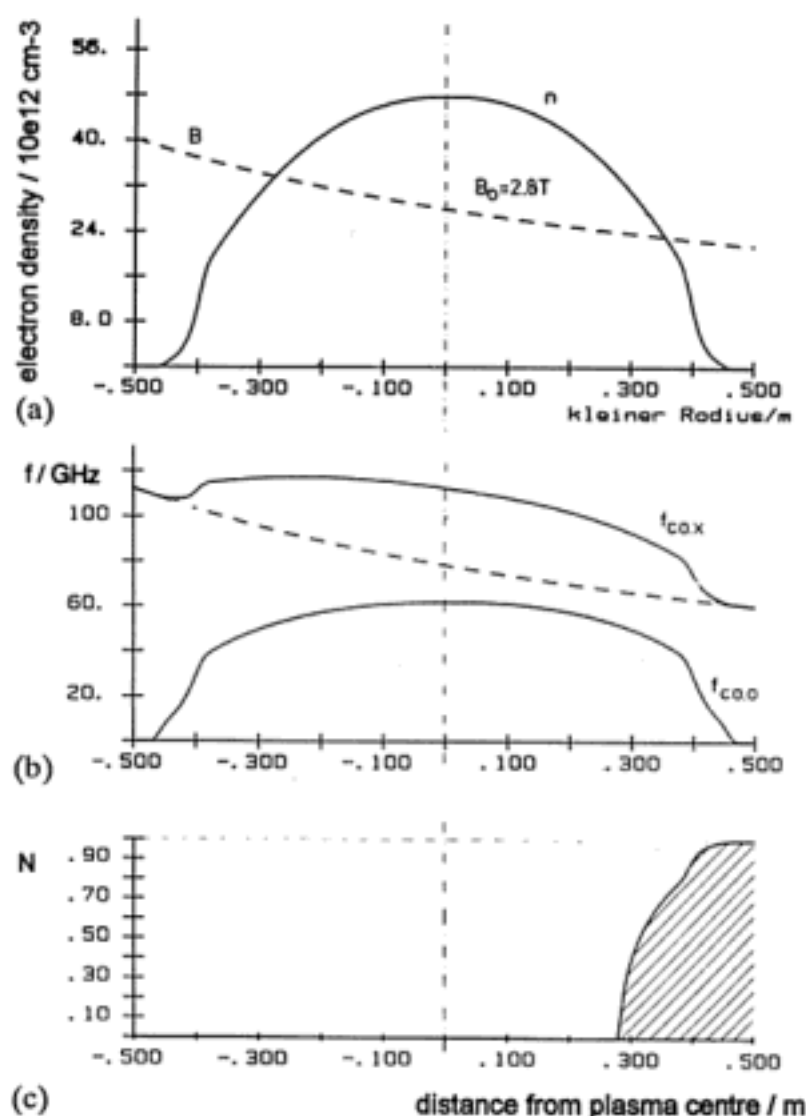 electron density / 10e12 cm-3
56.
40.
24.
8.0
B
n
B0=2.8T
-.500 -.300 -.100 .100 .300 .500
kleiner Radius/m
(a)
f / GHz
100
60.
20.
fco,x
fco,o
-.500 -.300 -.100 .100 .300 .500
(b)
N
.90
.70
.50
.30
.10
-.500 -.300 -.100 .100 .300 .500
(c)
distance from plasma centre / m